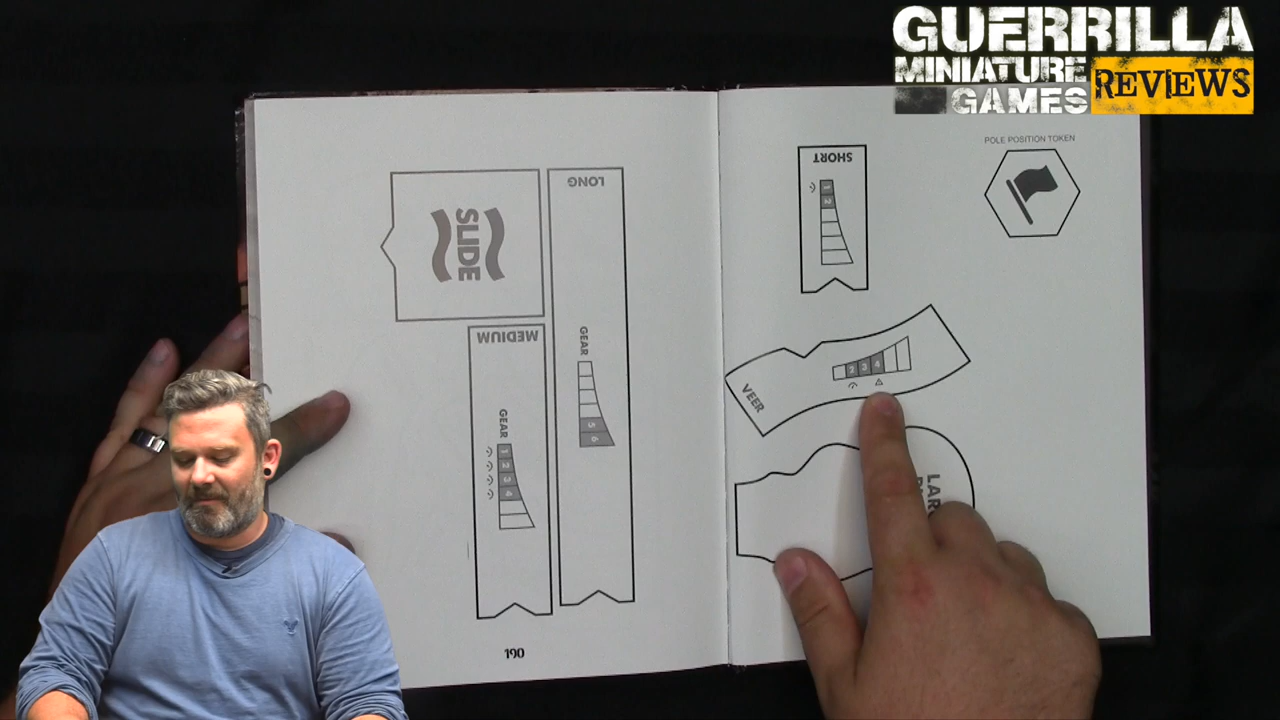 GUERRILLA
MINIATURE
GAMES
REVIEWS
SLIDE
LONG
GEAR
5
6
MEDIUM
GEAR
1
2
3
4
190
POLE POSITION TOKEN
SHORT
1
2
VEER
2 3 4